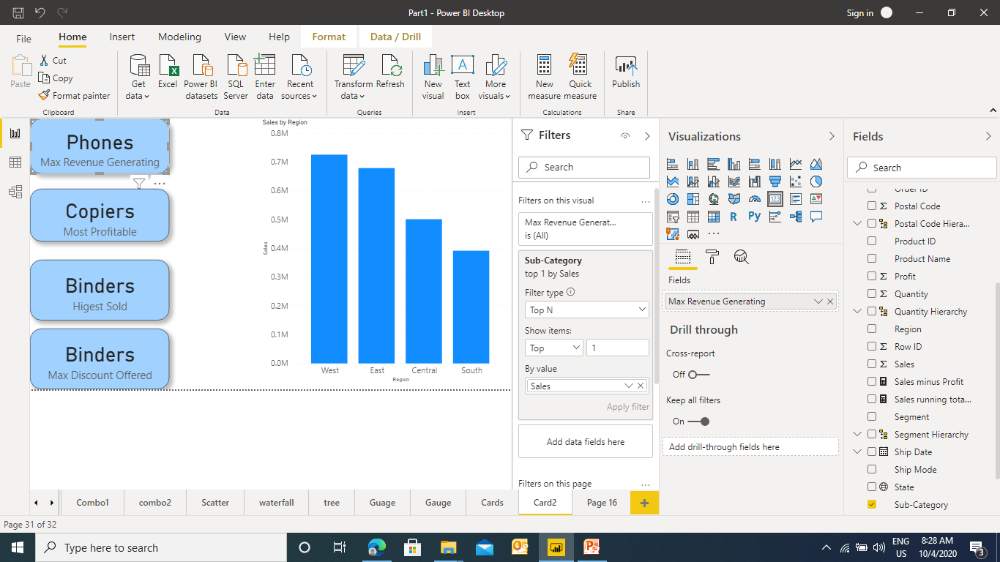 Part1 - Power BI Desktop
Sign in
File
Home
Insert
Modeling
View
Help
Format
Data / Drill
Paste
Cut
Copy
Format painter
Clipboard
Get data
Excel
Power BI datasets
SQL Server
Enter data
Recent sources
Data
Transform data
Refresh
Queries
New visual
Text box
More visuals
Insert
New measure
Quick measure
Calculations
Publish
Share
Phones
Max Revenue Generating
Copiers
Most Profitable
Binders
Higest Sold
Binders
Max Discount Offered
Sales by Region
0.8M
0.7M
0.6M
0.5M
0.4M
0.3M
0.2M
0.1M
0.0M
Sales
West
East
Central
South
Region
Filters
Search
Filters on this visual
Max Revenue Generat...
is (All)
Sub-Category
top 1 by Sales
Filter type
Top N
Show items:
Top
1
By value
Sales
Apply filter
Add data fields here
Filters on this page
Visualizations
123
R
Py
Fields
Max Revenue Generating
Drill through
Cross-report
Off
Keep all filters
On
Add drill-through fields here
Fields
Search
Order ID
Σ Postal Code
Postal Code Hiera...
Product ID
Product Name
Σ Profit
Σ Quantity
Quantity Hierarchy
Region
Σ Row ID
Σ Sales
Sales minus Profit
Sales running tota...
Segment
Segment Hierarchy
Ship Date
Ship Mode
State
Sub-Category
Combo1
combo2
Scatter
waterfall
tree
Guage
Gauge
Cards
Card2
Page 16
Page 31 of 32
Type here to search
ENG
US
8:28 AM
10/4/2020
3